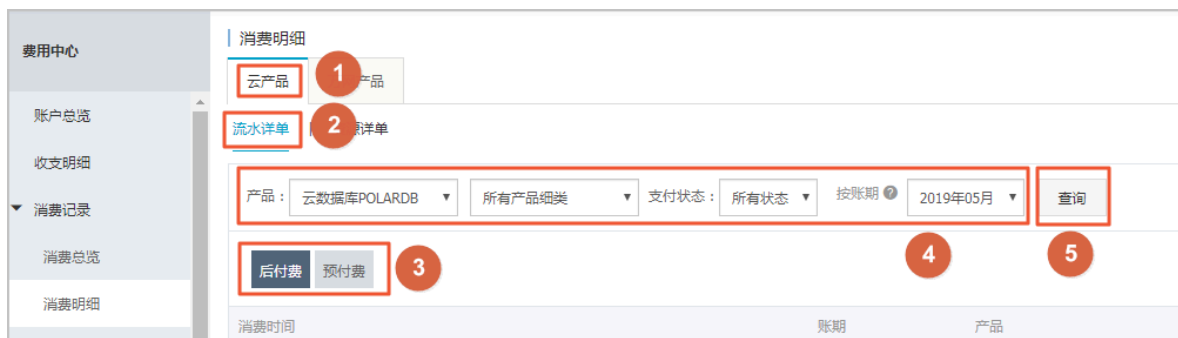 费用中心
账户总览
收支明细
消费记录
消费总览
消费明细
消费明细
云产品 1 产品
流水详单 2 详单
产品： 云数据库POLARDB 所有产品细类 支付状态： 所有状态 按账期 2019年05月 查询
后付费 预付费 3 4 5
消费时间 账期 产品